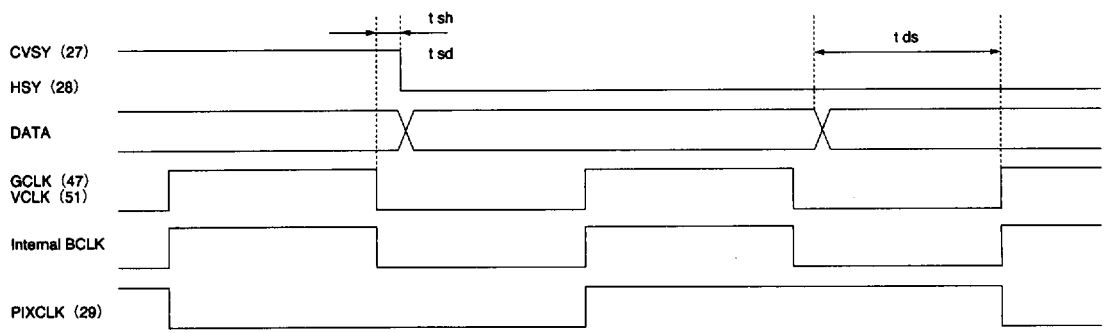 t sh
CVSY (27)
t sd
t ds
HSY (28)
DATA
GCLK (47)
VCLK (51)
Internal BCLK
PIXCLK (29)